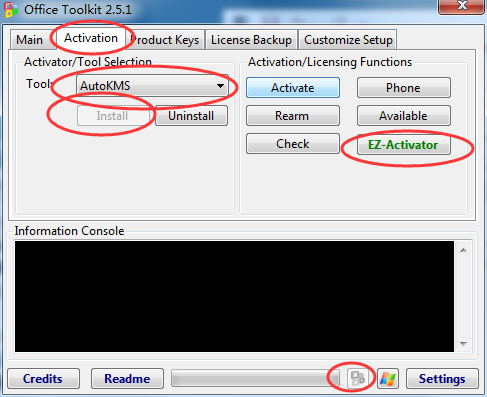 Office Toolkit 2.5.1
Main Activation Product Keys License Backup Customize Setup
Activator/Tool Selection
Tool: AutoKMS
Install Uninstall
Activation/Licensing Functions
Activate Phone
Rearm Available
Check EZ-Activator
Information Console
Credits Readme Settings